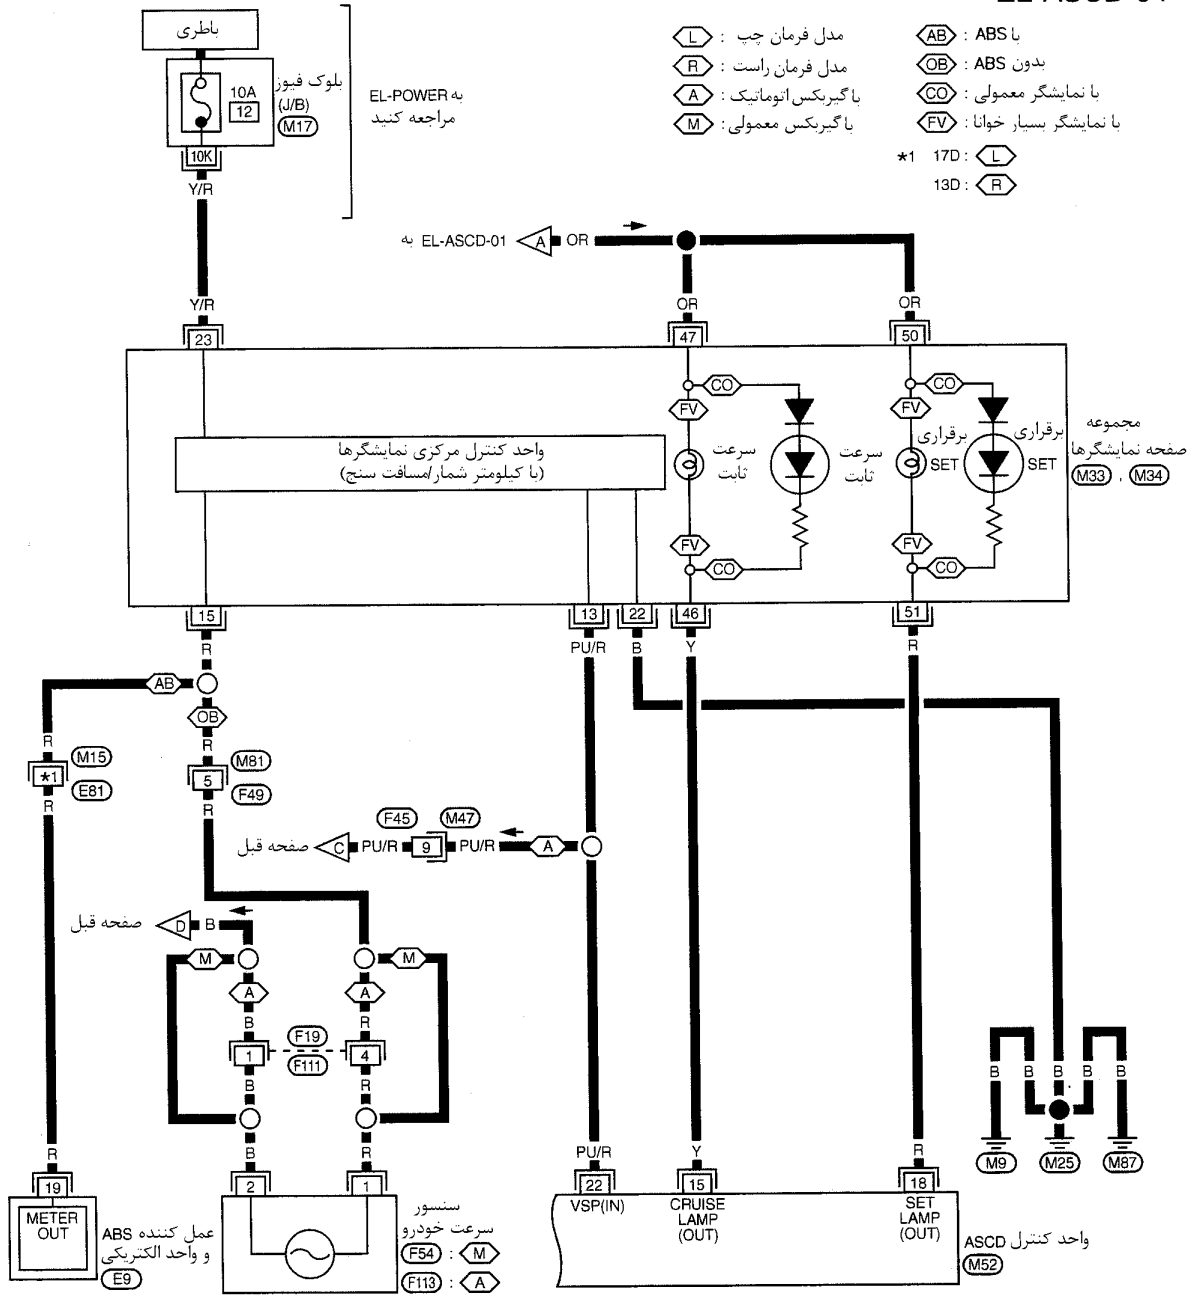 باطری
10A
12
بلوک فیوز
(J/B)
M17
10K
Y/R
به EL-POWER
مراجعه کنید
L : مدل فرمان چپ
R : مدل فرمان راست
A : با گیربکس اتوماتیک
M : با گیربکس معمولی
AB : با ABS
OB : بدون ABS
CO : با نمایشگر معمولی
FV : با نمایشگر بسیار خوانا
*1 17D : L
13D : R
به EL-ASCD-01 A OR
Y/R
OR
OR
23
47
50
CO
CO
FV
FV
واحد کنترل مرکزی نمایشگرها
(با کیلومتر شمار/مسافت سنج)
سرعت
ثابت
سرعت
ثابت
برقراری
SET
برقراری
SET
مجموعه
صفحه نمایشگرها
M33 , M34
FV
FV
CO
CO
15
13
22
46
51
R
PU/R
B
Y
R
AB
OB
R
R
M15
*1
E81
R
M81
5
F49
R
صفحه قبل C PU/R
F45
9
M47
PU/R
A
صفحه قبل D B
M
M
A
A
B
R
1
F19
F111
4
B
R
B
R
R
PU/R
Y
R
B
B
B
B
B
M9
M25
M87
19
METER
OUT
عمل کننده ABS
و واحد الکتریکی
E9
2
1
سنسور
سرعت خودرو
F54 : M
F113 : A
22
VSP(IN)
15
CRUISE
LAMP
(OUT)
18
SET
LAMP
(OUT)
واحد کنترل ASCD
M52